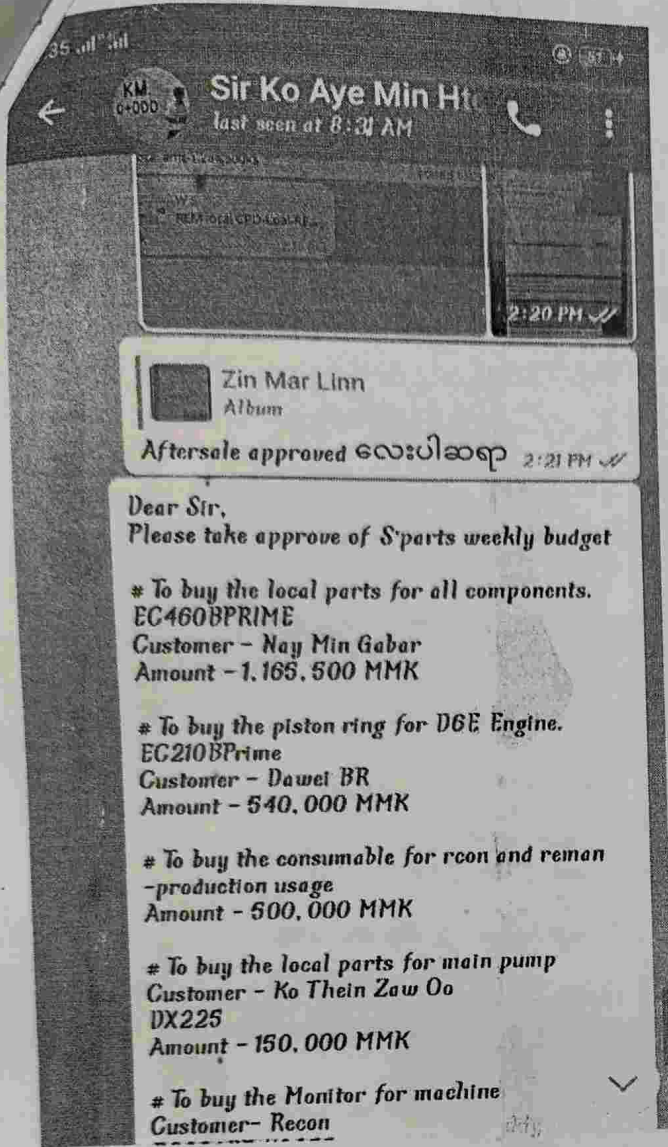 Sir Ko Aye Min
last seen at 8:31 AM
KM
0+000
2:20 PM
Zin Mar Linn
Album
Aftersale approved လေးပါဆရာ 2:21 PM
Dear Sir,
Please take approve of S'parts weekly budget
# To buy the local parts for all components.
EC460BPRIME
Customer - Nay Min Gabar
Amount - 1,165,500 MMK
# To buy the piston ring for D6E Engine.
EC210BPrime
Customer - Dawei BR
Amount - 540,000 MMK
# To buy the consumable for rcon and reman
-production usage
Amount - 500,000 MMK
# To buy the local parts for main pump
Customer - Ko Thein Zaw Oo
DX225
Amount - 150,000 MMK
# To buy the Monitor for machine
Customer- Recon